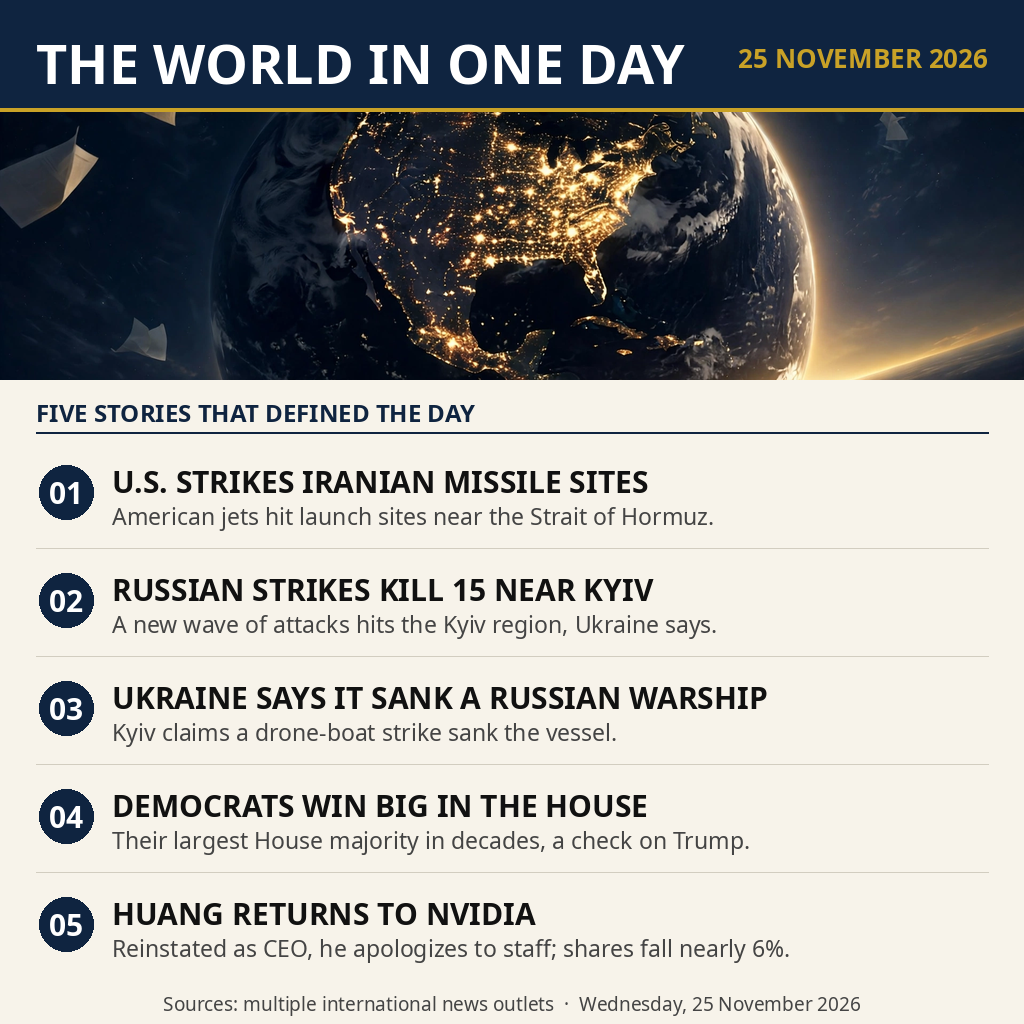 THE WORLD IN ONE DAY
25 NOVEMBER 2026
FIVE STORIES THAT DEFINED THE DAY
01
U.S. STRIKES IRANIAN MISSILE SITES
American jets hit launch sites near the Strait of Hormuz.
02
RUSSIAN STRIKES KILL 15 NEAR KYIV
A new wave of attacks hits the Kyiv region, Ukraine says.
03
UKRAINE SAYS IT SANK A RUSSIAN WARSHIP
Kyiv claims a drone-boat strike sank the vessel.
04
DEMOCRATS WIN BIG IN THE HOUSE
Their largest House majority in decades, a check on Trump.
05
HUANG RETURNS TO NVIDIA
Reinstated as CEO, he apologizes to staff; shares fall nearly 6%.
Sources: multiple international news outlets · Wednesday, 25 November 2026